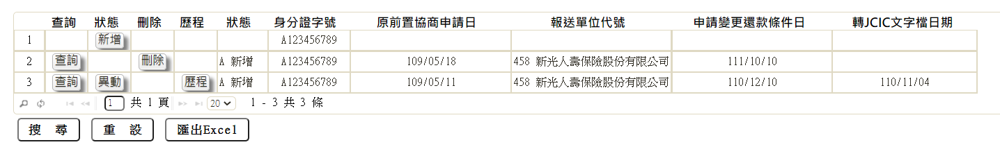 查詢 狀態 刪除 歷程 狀態 身分證字號 原前置協商申請日 報送單位代號 申請變更還款條件日 轉JCIC文字檔日期
1 新增 A123456789
2 查詢 刪除 A 新增 A123456789 109/05/18 458 新光人壽保險股份有限公司 111/10/10
3 查詢 異動 歷程 A 新增 A123456789 109/05/11 458 新光人壽保險股份有限公司 110/12/10 110/11/04
1 共 1 頁 20 1 - 3 共 3 條
搜 尋 重 設 匯出Excel